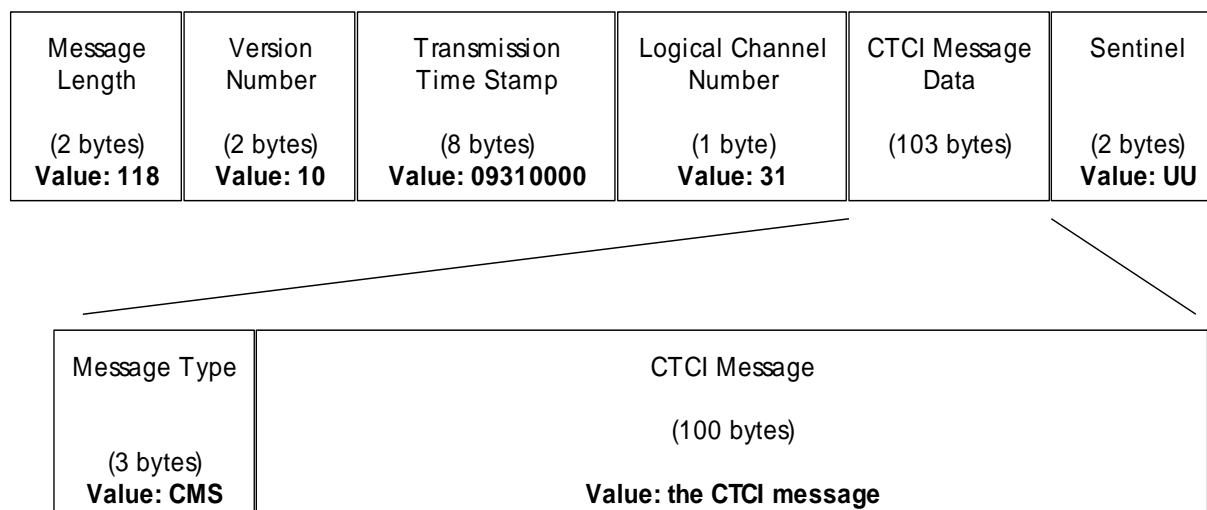 Message Length
(2 bytes)
Value: 118
Version Number
(2 bytes)
Value: 10
Transmission Time Stamp
(8 bytes)
Value: 09310000
Logical Channel Number
(1 byte)
Value: 31
CTCI Message Data
(103 bytes)
Sentinel
(2 bytes)
Value: UU
Message Type
(3 bytes)
Value: CMS
CTCI Message
(100 bytes)
Value: the CTCI message